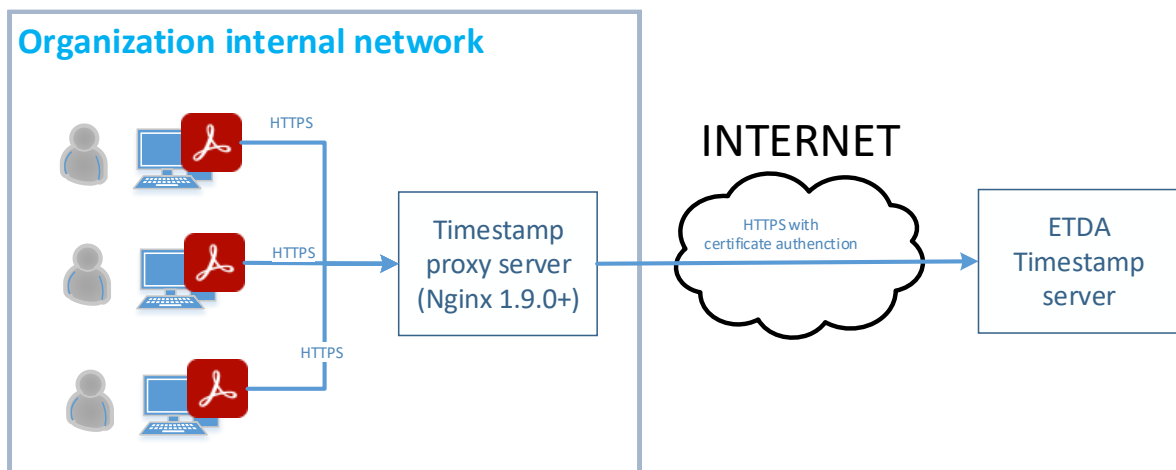 Organization internal network
HTTPS
HTTPS
HTTPS
Timestamp
proxy server
(Nginx 1.9.0+)
INTERNET
HTTPS with
certificate authenction
ETDA
Timestamp
server